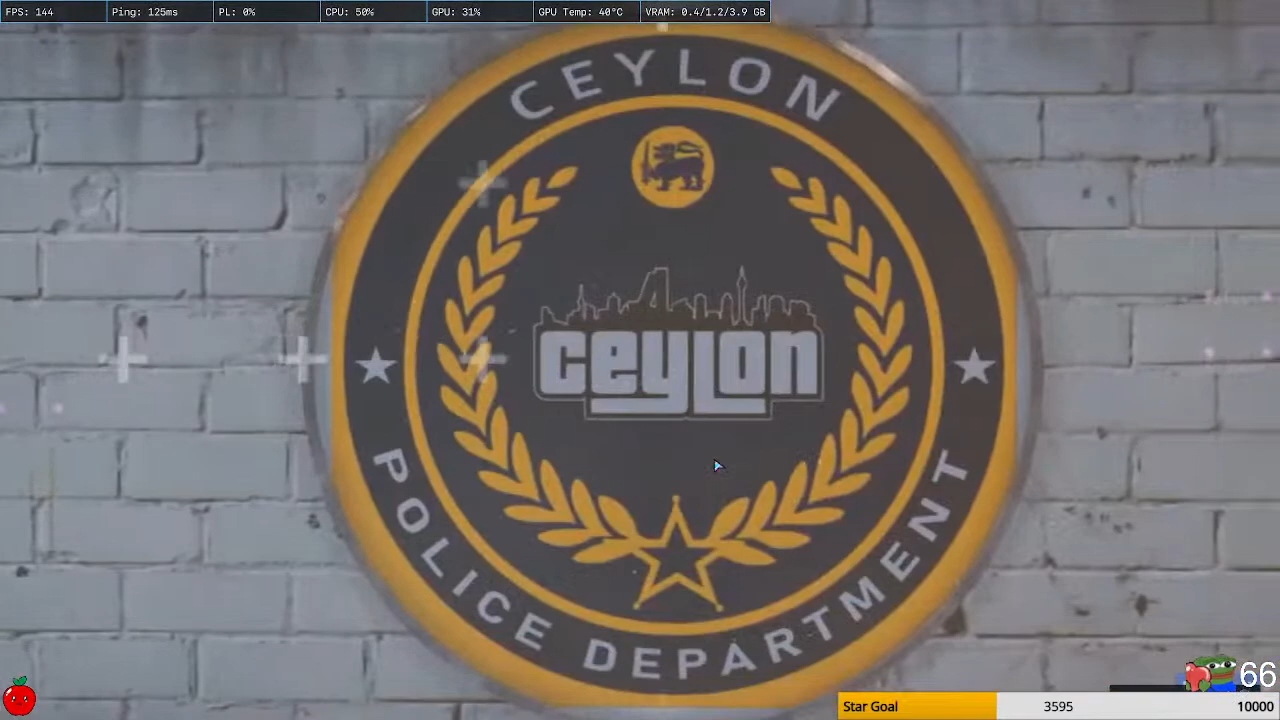 FPS: 144 Ping: 125ms PL: 0% CPU: 50% GPU: 31% GPU Temp: 40°C VRAM: 0.4/1.2/3.9 GB
CEYLON
ceylon
POLICE DEPARTMENT
66
Star Goal 3595 10000